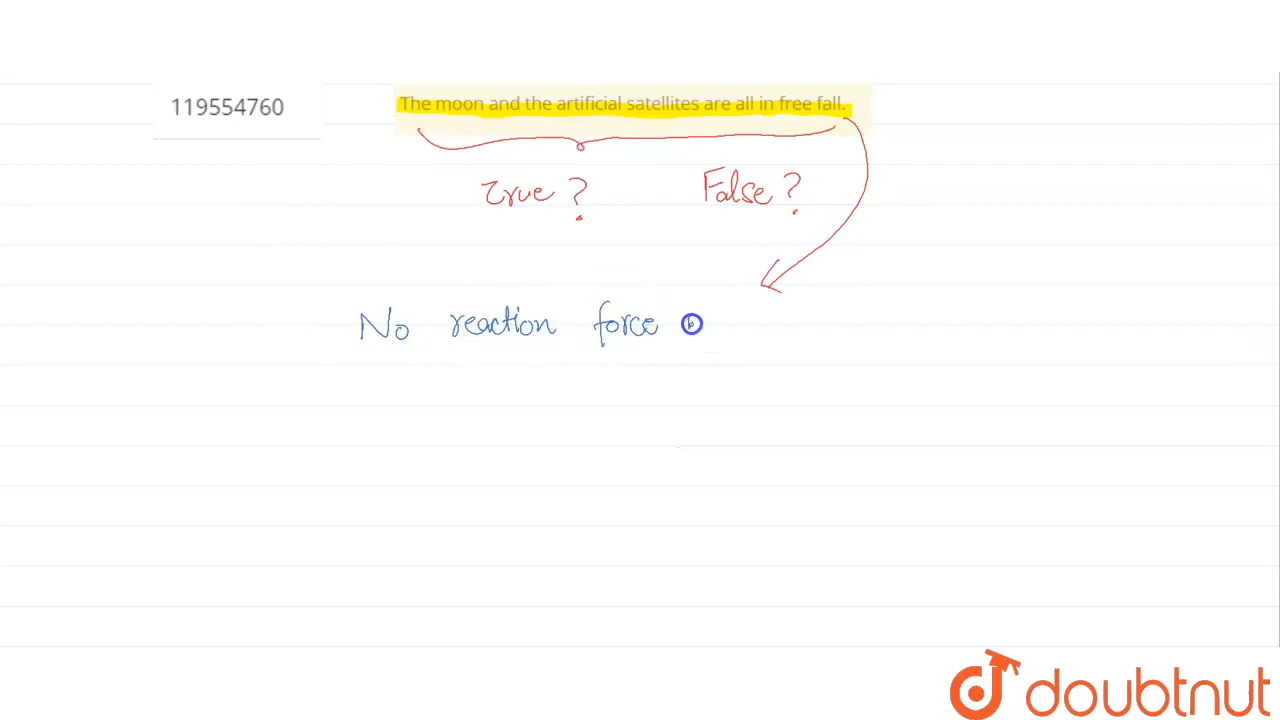 119554760
The moon and the artificial satellites are all in free fall.
True? False?
No reaction force
doubtnut